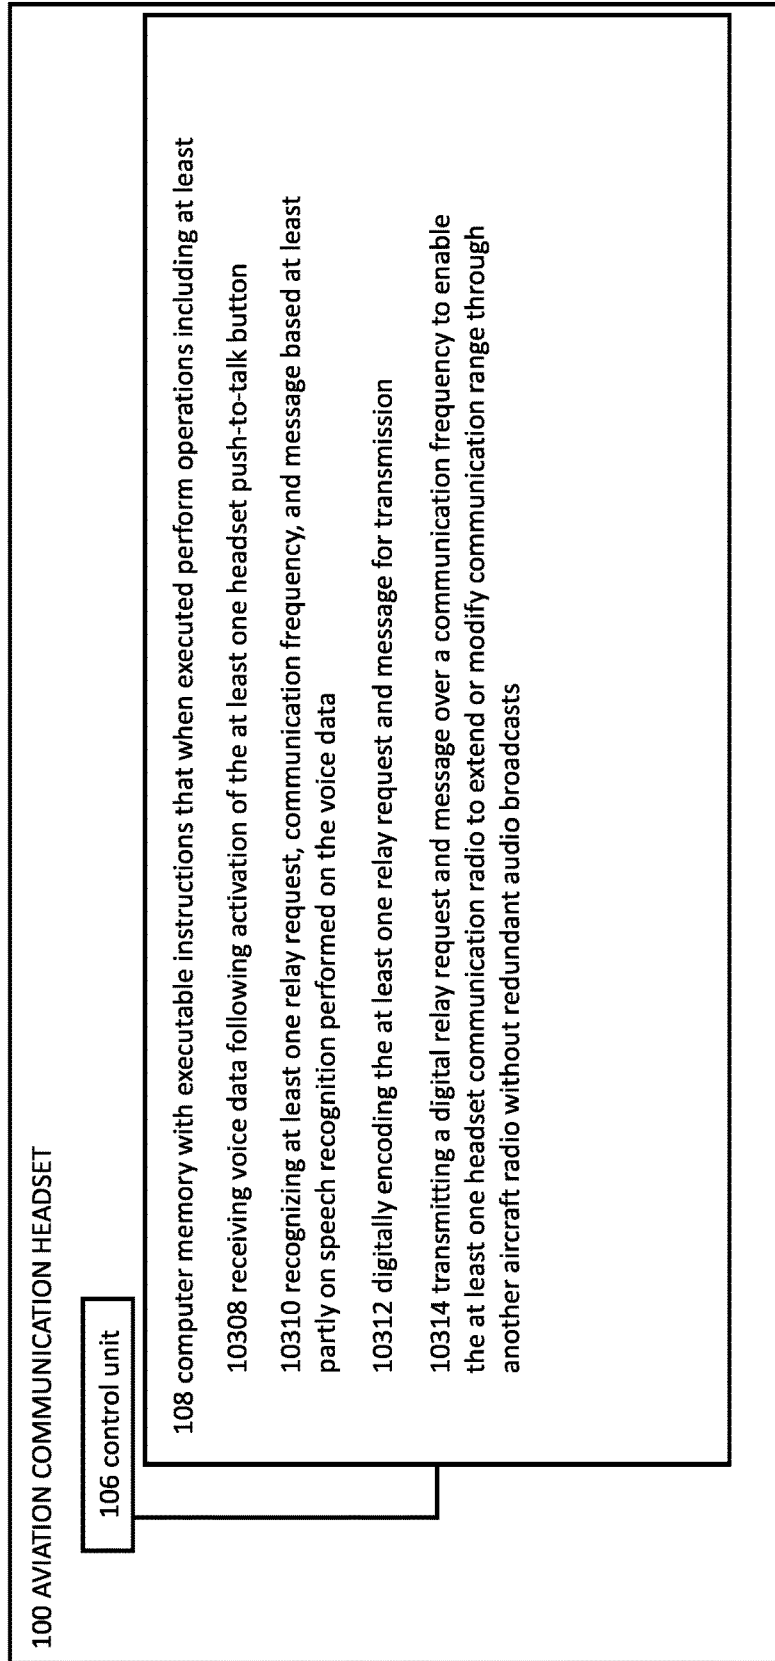 100 AVIATION COMMUNICATION HEADSET
106 control unit
108 computer memory with executable instructions that when executed perform operations including at least
10308 receiving voice data following activation of the at least one headset push-to-talk button
10310 recognizing at least one relay request, communication frequency, and message based at least
partly on speech recognition performed on the voice data
10312 digitally encoding the at least one relay request and message for transmission
10314 transmitting a digital relay request and message over a communication frequency to enable
the at least one headset communication radio to extend or modify communication range through
another aircraft radio without redundant audio broadcasts